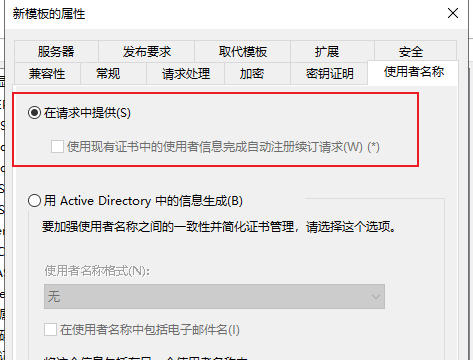 新模板的属性
服务器 发布要求 取代模板 扩展 安全
兼容性 常规 请求处理 加密 密钥证明 使用者名称
在请求中提供(S)
使用现有证书中的使用者信息完成自动注册续订请求(W) (*)
用 Active Directory 中的信息生成(B)
要加强使用者名称之间的一致性并简化证书管理，请选择这个选项。
使用者名称格式(N):
无
在使用者名称中包括电子邮件名(I)